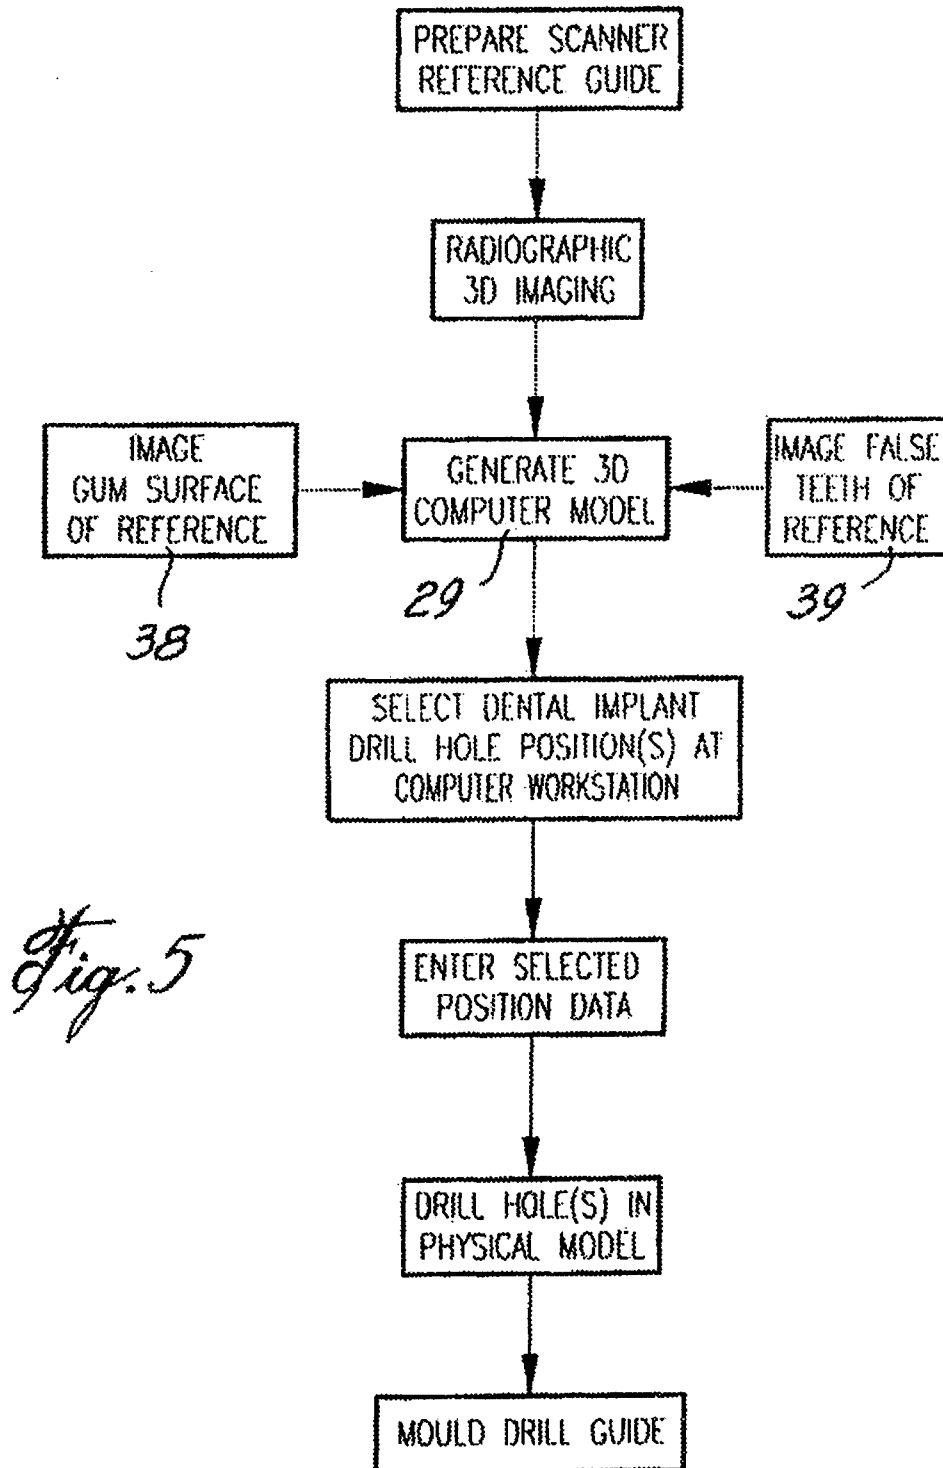 PREPARE SCANNER
REFERENCE GUIDE
RADIOGRAPHIC
3D IMAGING
IMAGE
GUM SURFACE
OF REFERENCE
38
GENERATE 3D
COMPUTER MODEL
29
IMAGE FALSE
TEETH OF
REFERENCE
39
SELECT DENTAL IMPLANT
DRILL HOLE POSITION(S) AT
COMPUTER WORKSTATION
ENTER SELECTED
POSITION DATA
Fig. 5
DRILL HOLE(S) IN
PHYSICAL MODEL
MOULD DRILL GUIDE